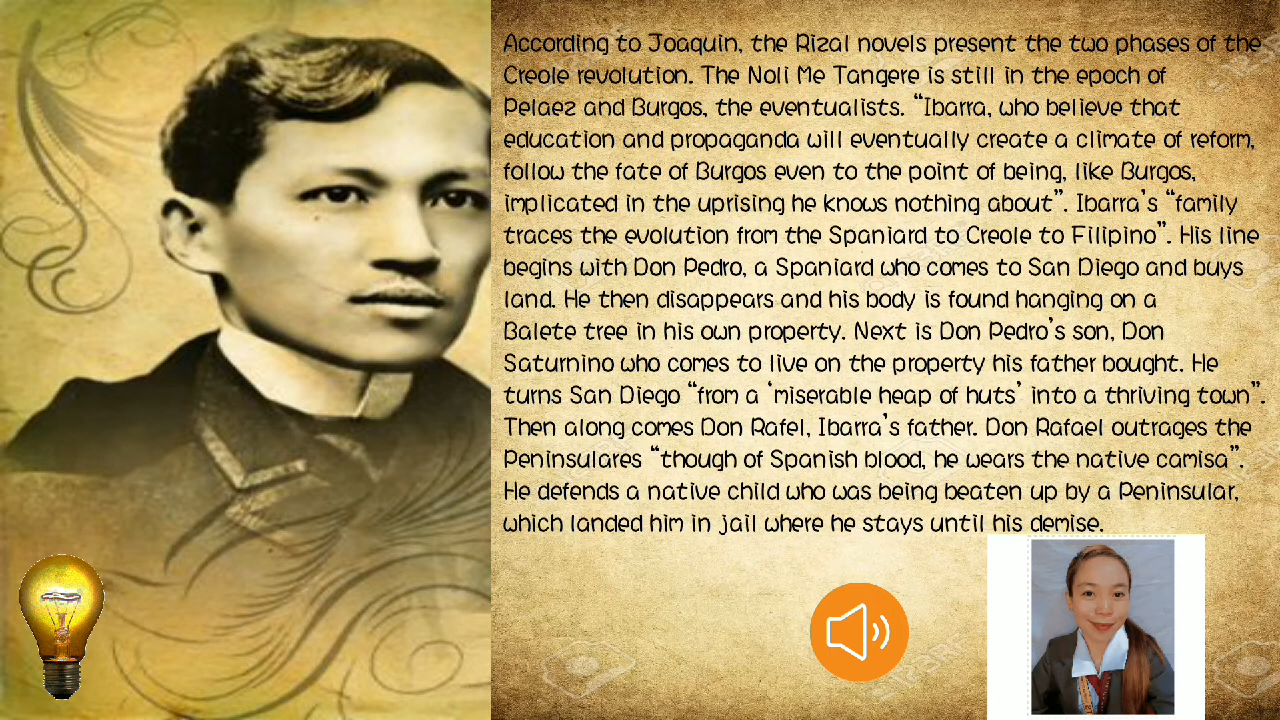 According to Joaquin, the Rizal novels present the two phases of the
Creole revolution. The Noli Me Tangere is still in the epoch of
Pelaez and Burgos, the eventualists. “Ibarra, who believe that
education and propaganda will eventually create a climate of reform,
follow the fate of Burgos even to the point of being, like Burgos,
implicated in the uprising he knows nothing about”. Ibarra’s “family
traces the evolution from the Spaniard to Creole to Filipino”. His line
begins with Don Pedro, a Spaniard who comes to San Diego and buys
land. He then disappears and his body is found hanging on a
Balete tree in his own property. Next is Don Pedro’s son, Don
Saturnino who comes to live on the property his father bought. He
turns San Diego “from a ‘miserable heap of huts’ into a thriving town”.
Then along comes Don Rafel, Ibarra’s father. Don Rafael outrages the
Peninsulares “though of Spanish blood, he wears the native camisa”.
He defends a native child who was being beaten up by a Peninsular,
which landed him in jail where he stays until his demise.